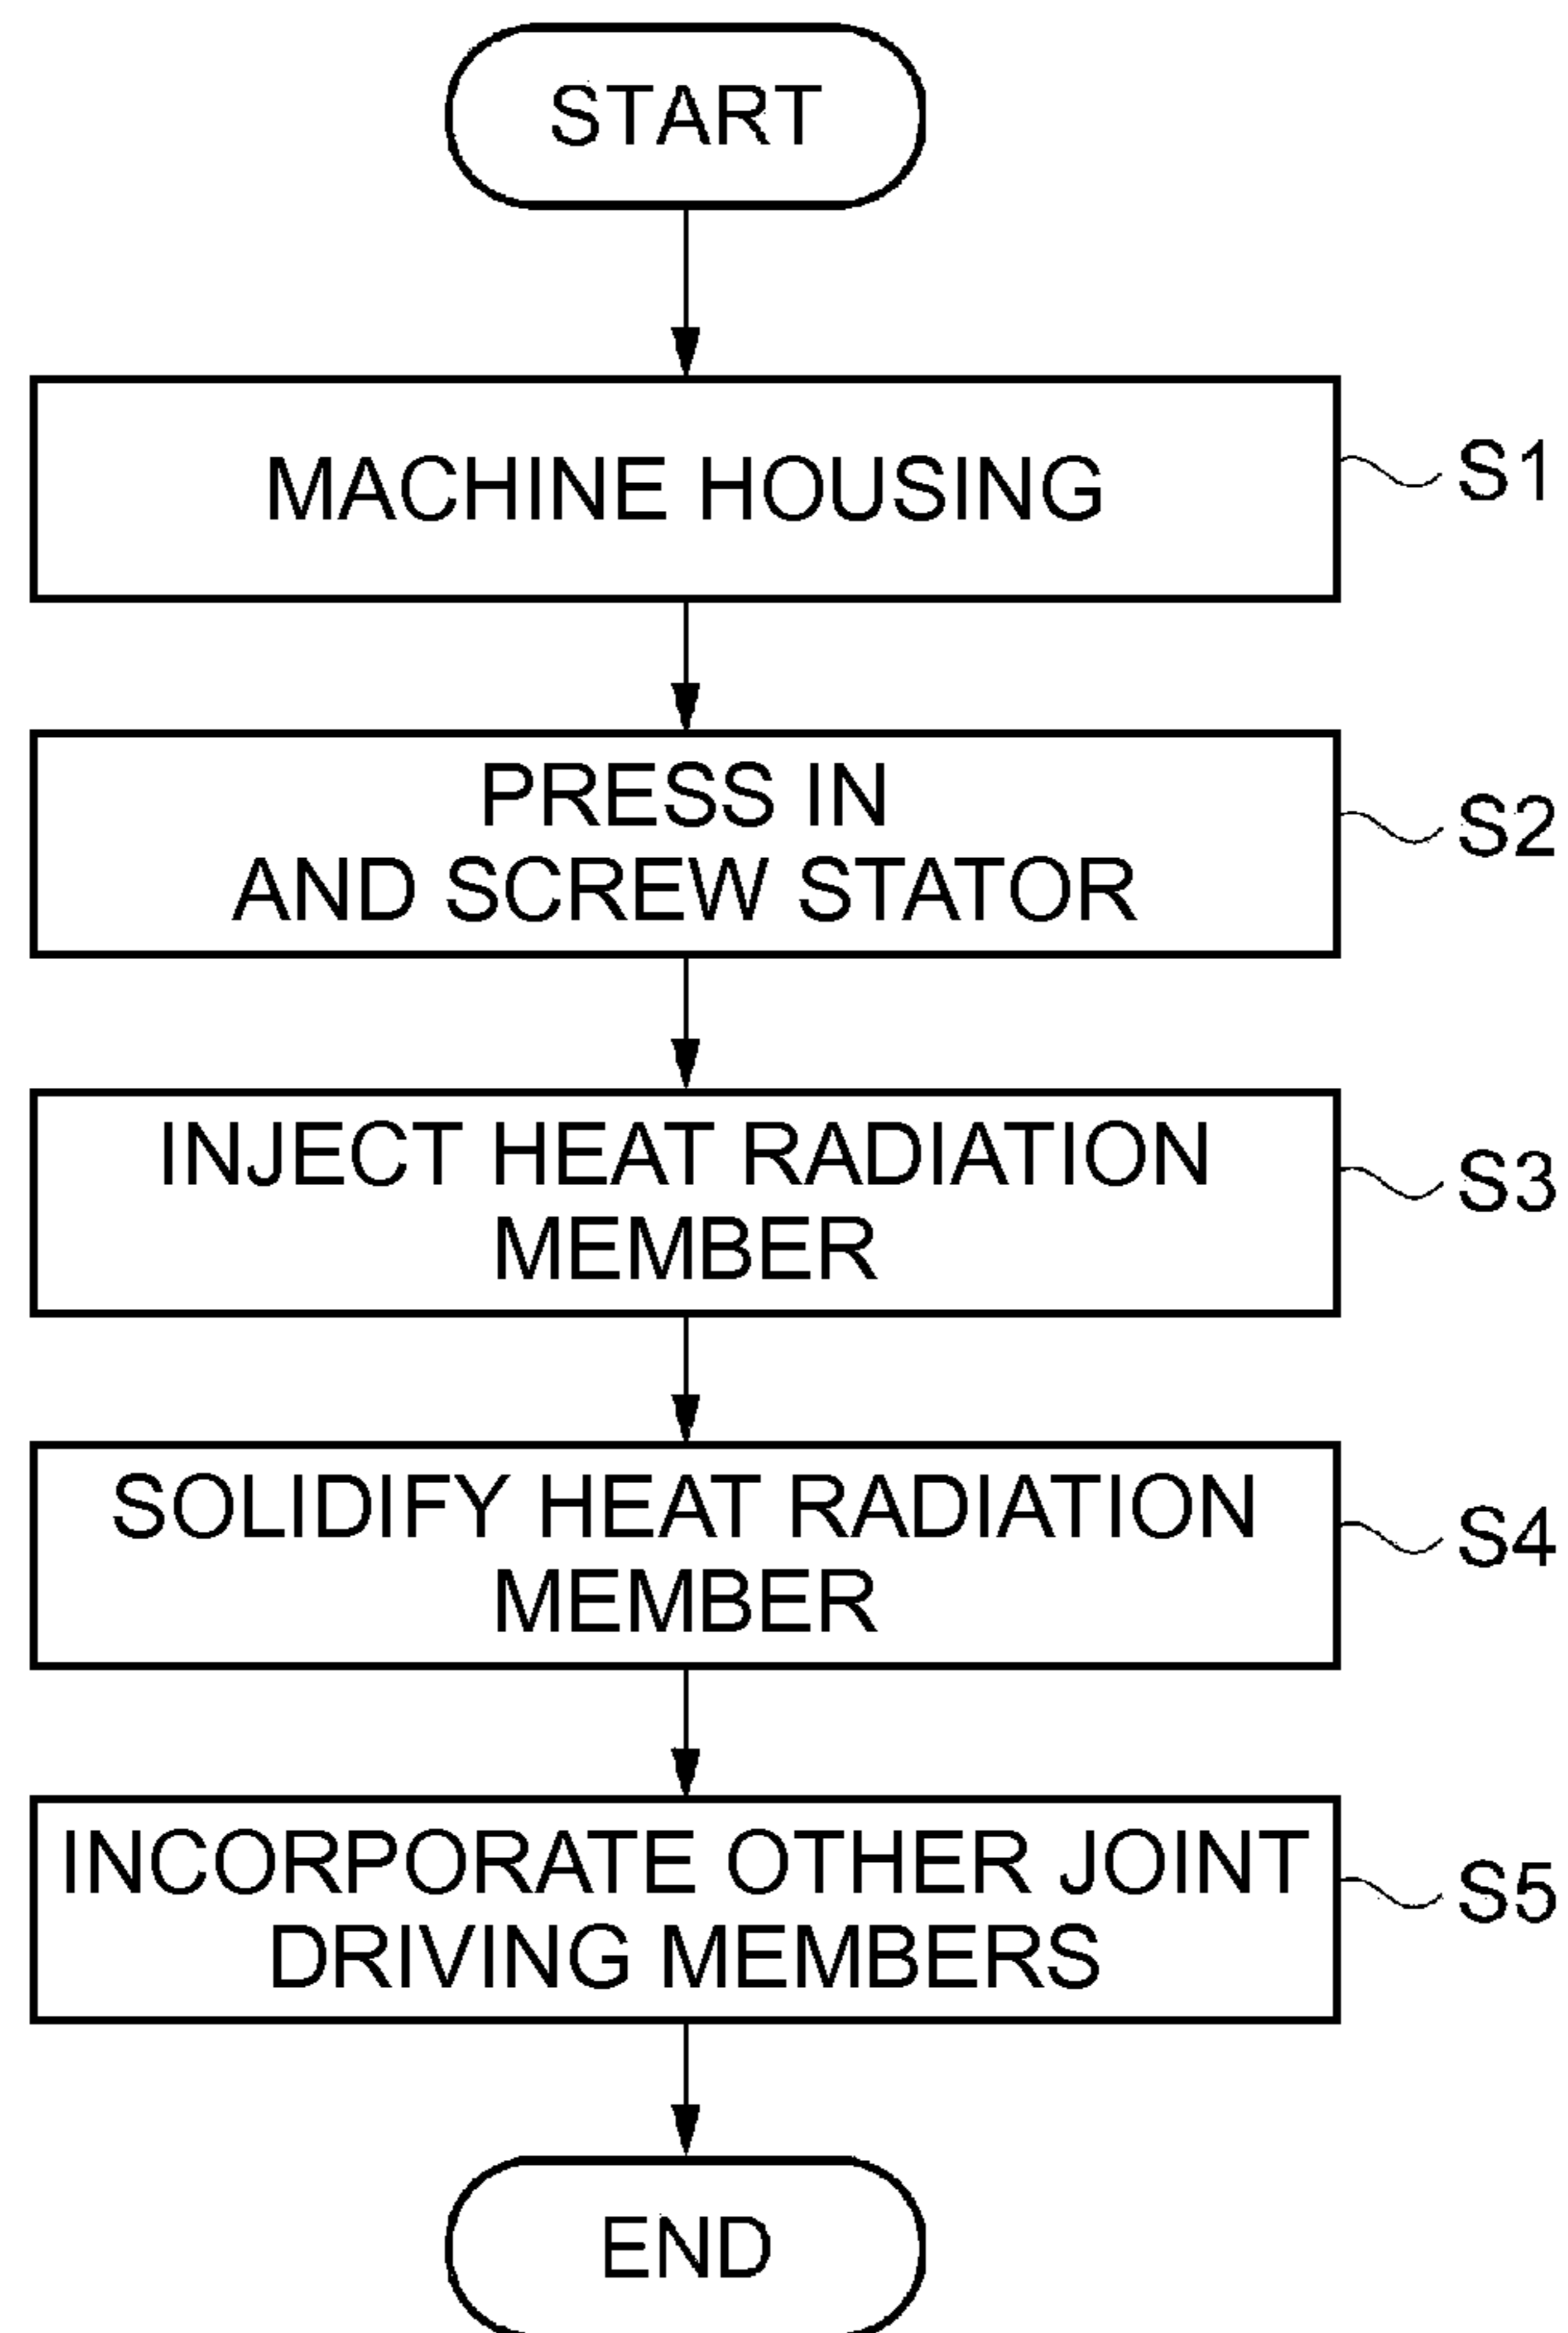 START
MACHINE HOUSING
S1
PRESS IN
AND SCREW STATOR
S2
INJECT HEAT RADIATION
MEMBER
S3
SOLIDIFY HEAT RADIATION
MEMBER
S4
INCORPORATE OTHER JOINT
DRIVING MEMBERS
S5
END